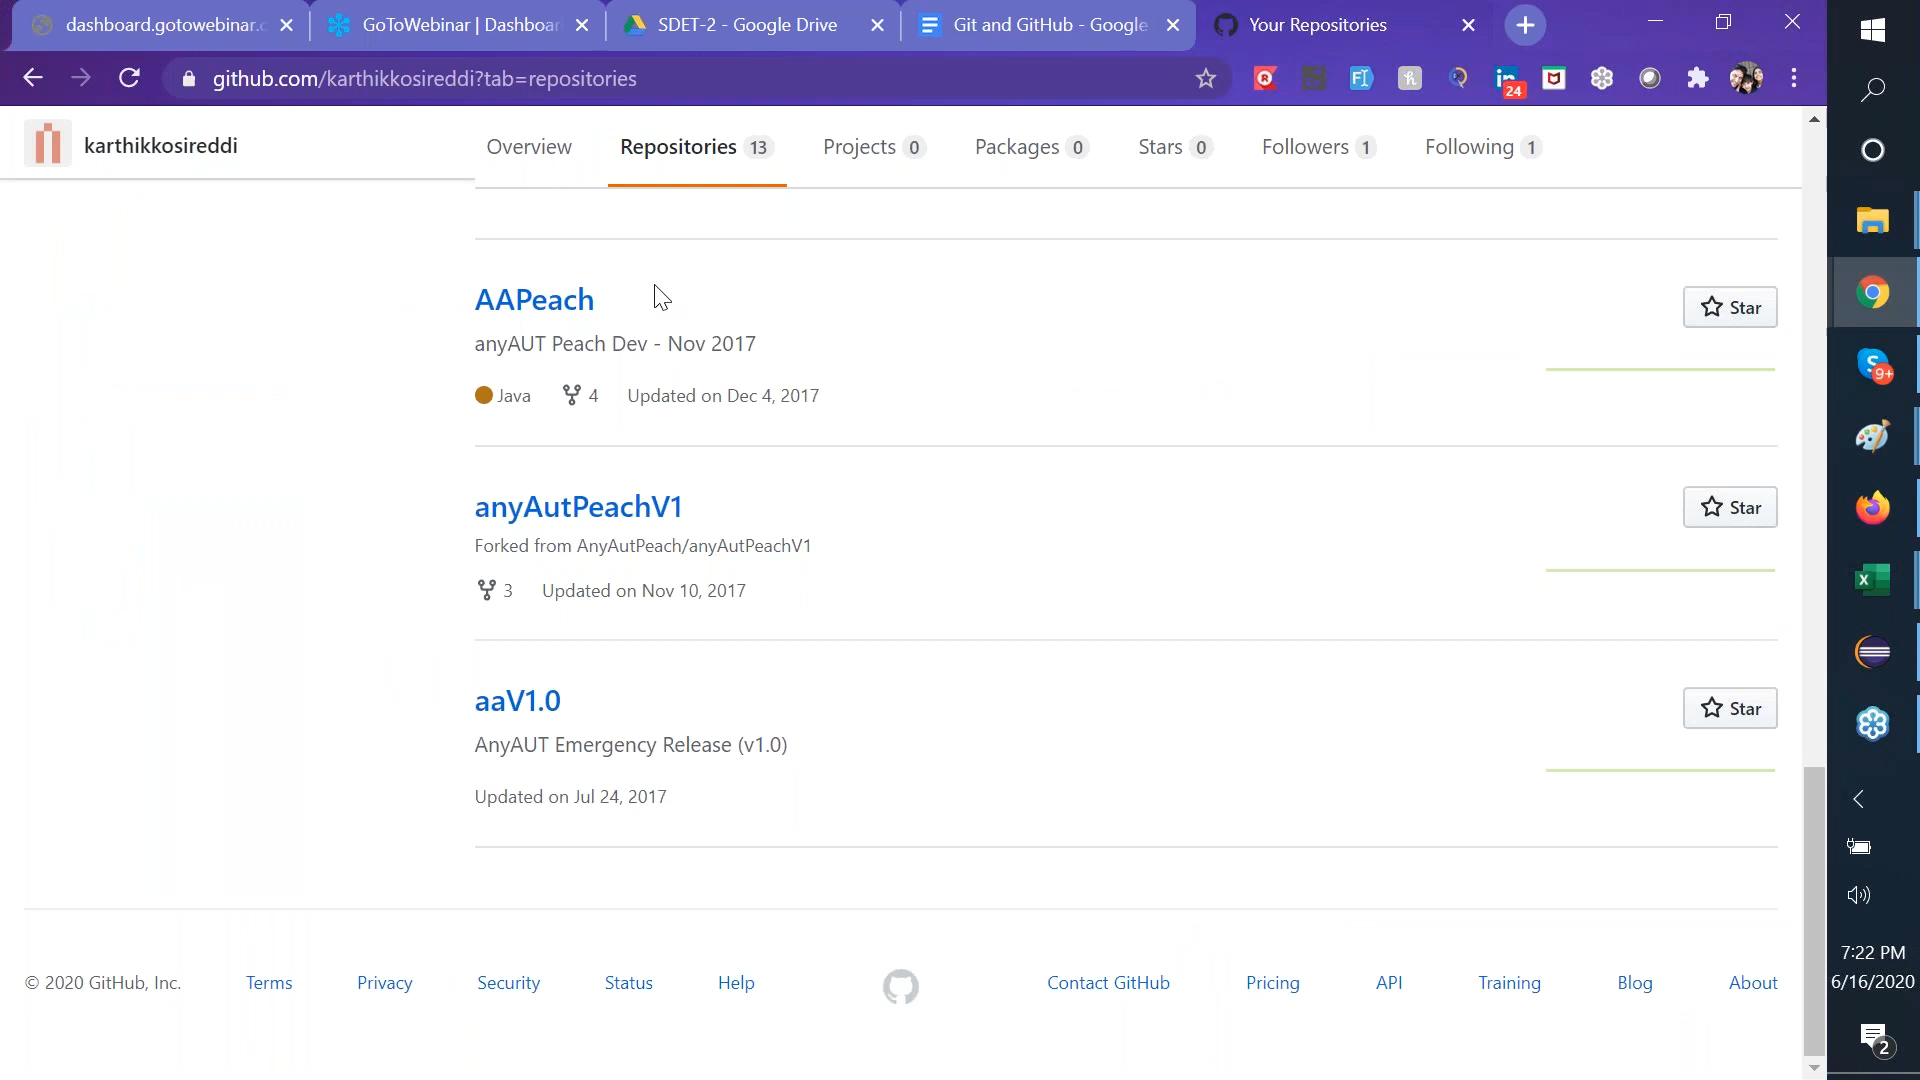 dashboard.gotowebinar.c
GoToWebinar | Dashboar
SDET-2 - Google Drive
Git and GitHub - Google
Your Repositories
github.com/karthikkosireddi?tab=repositories
24
karthikkosireddi
Overview
Repositories 13
Projects 0
Packages 0
Stars 0
Followers 1
Following 1
AAPeach
Star
anyAUT Peach Dev - Nov 2017
Java 4 Updated on Dec 4, 2017
anyAutPeachV1
Star
Forked from AnyAutPeach/anyAutPeachV1
3 Updated on Nov 10, 2017
aaV1.0
Star
AnyAUT Emergency Release (v1.0)
Updated on Jul 24, 2017
© 2020 GitHub, Inc.
Terms
Privacy
Security
Status
Help
Contact GitHub
Pricing
API
Training
Blog
About
9+
7:22 PM
6/16/2020
2